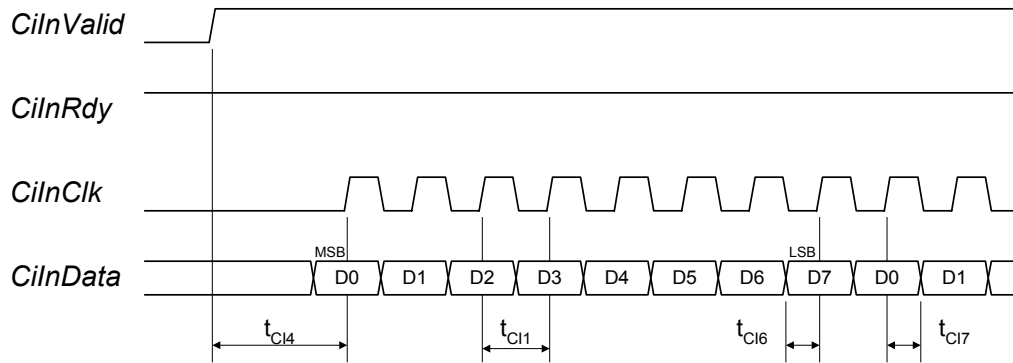 CiInValid
CiInRdy
CiInClk
MSB LSB
CiInData D0 D1 D2 D3 D4 D5 D6 D7 D0 D1
tCI4 tCI1 tCI6 tCI7